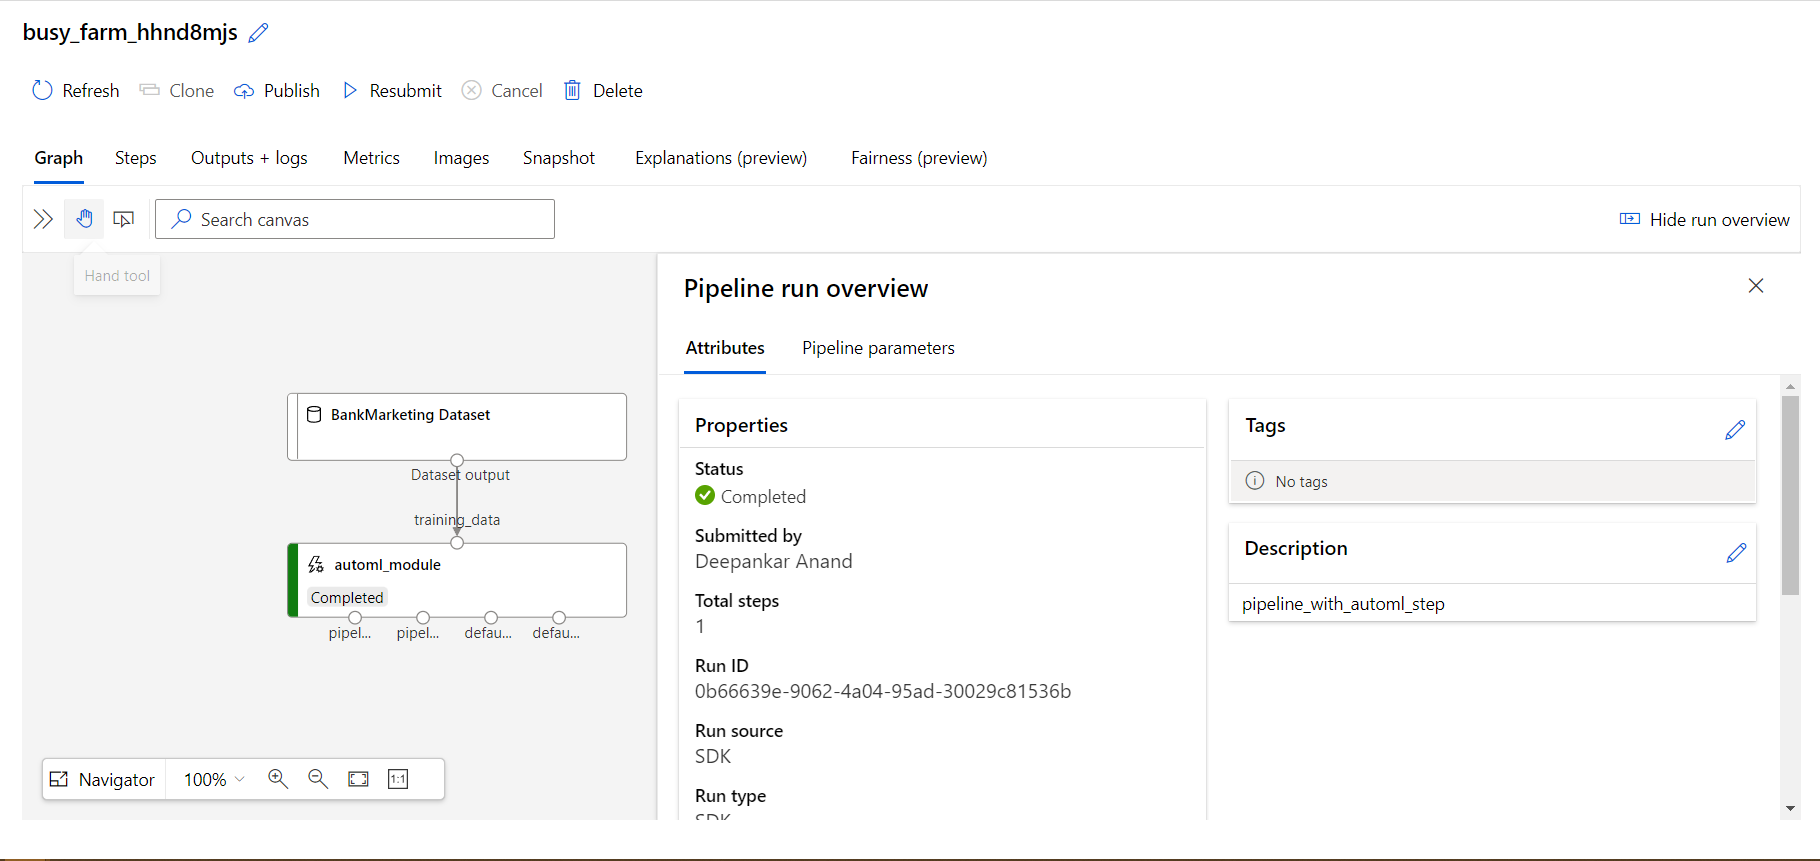 busy_farm_hhnd8mjs
Refresh Clone Publish Resubmit Cancel Delete
Graph Steps Outputs + logs Metrics Images Snapshot Explanations (preview) Fairness (preview)
Search canvas Hide run overview
Hand tool
BankMarketing Dataset
Dataset output
training_data
automl_module
Completed
pipel... pipel... defau... defau...
Navigator 100% 1:1
Pipeline run overview
Attributes Pipeline parameters
Properties
Status
Completed
Submitted by
Deepankar Anand
Total steps
1
Run ID
0b66639e-9062-4a04-95ad-30029c81536b
Run source
SDK
Run type
SDK
Tags
No tags
Description
pipeline_with_automl_step